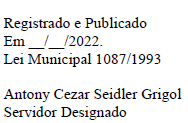 Registrado e Publicado
Em __/__/2022.
Lei Municipal 1087/1993
Antony Cezar Seidler Grigol
Servidor Designado